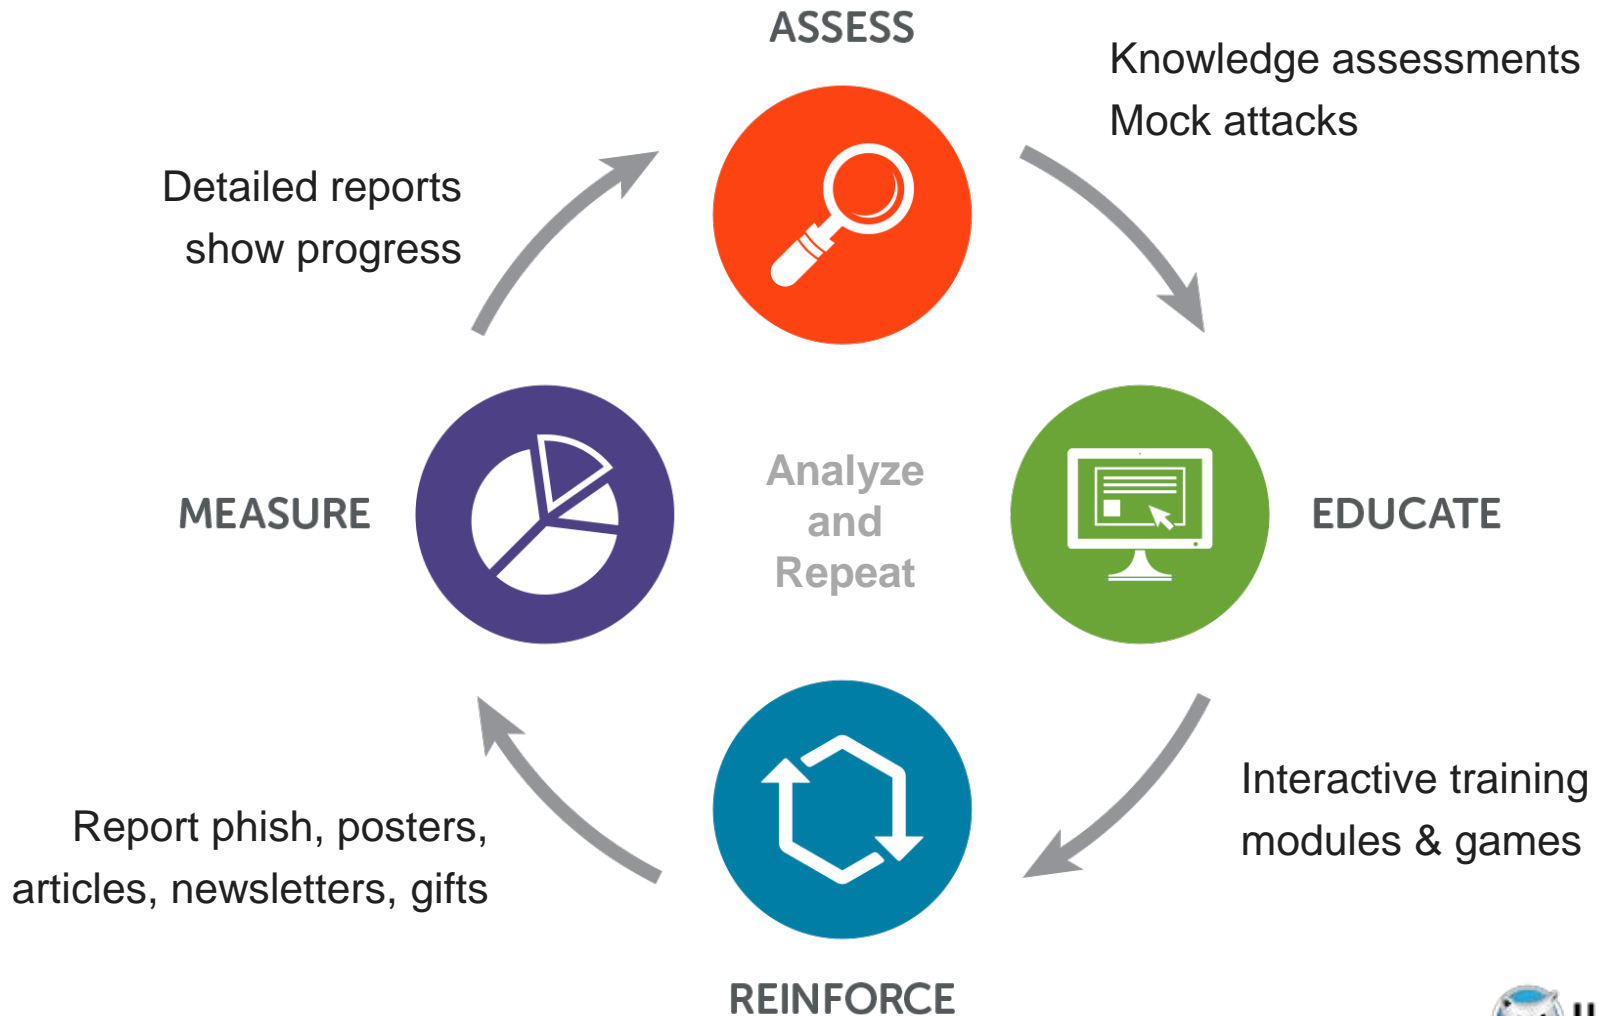 ASSESS
Knowledge assessments
Mock attacks
Detailed reports
show progress
MEASURE
Analyze
and
Repeat
EDUCATE
Interactive training
modules & games
Report phish, posters,
articles, newsletters, gifts
REINFORCE